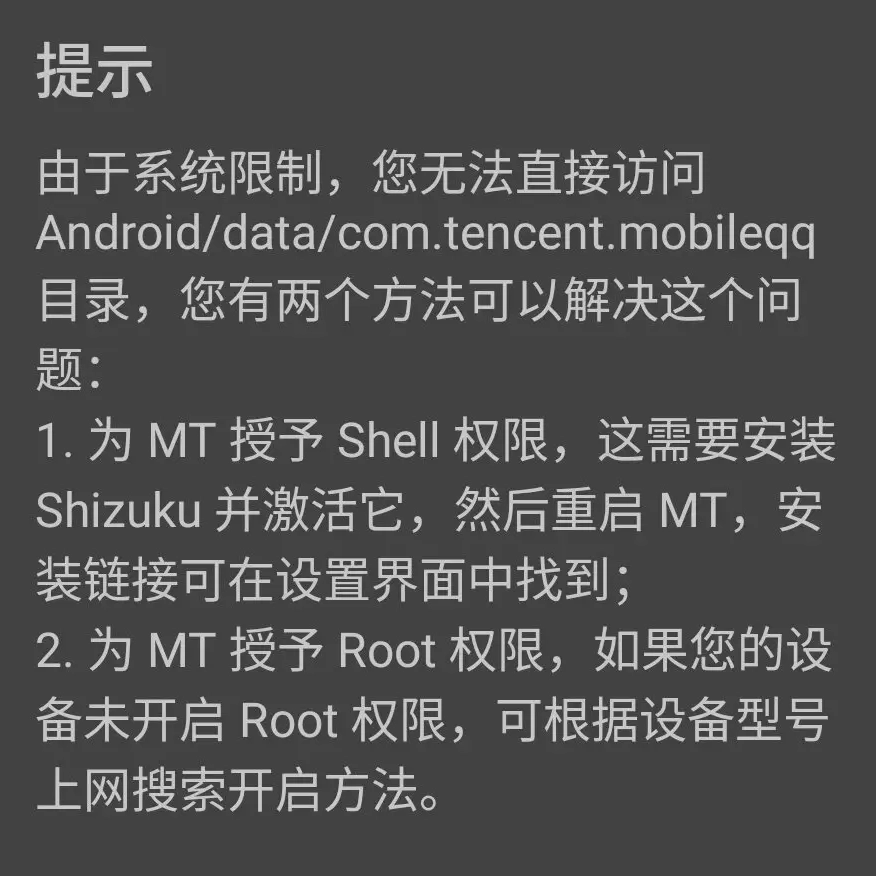 提示
由于系统限制，您无法直接访问
Android/data/com.tencent.mobileqq
目录，您有两个方法可以解决这个问
题：
1. 为 MT 授予 Shell 权限，这需要安装
Shizuku 并激活它，然后重启 MT，安
装链接可在设置界面中找到；
2. 为 MT 授予 Root 权限，如果您的设
备未开启 Root 权限，可根据设备型号
上网搜索开启方法。